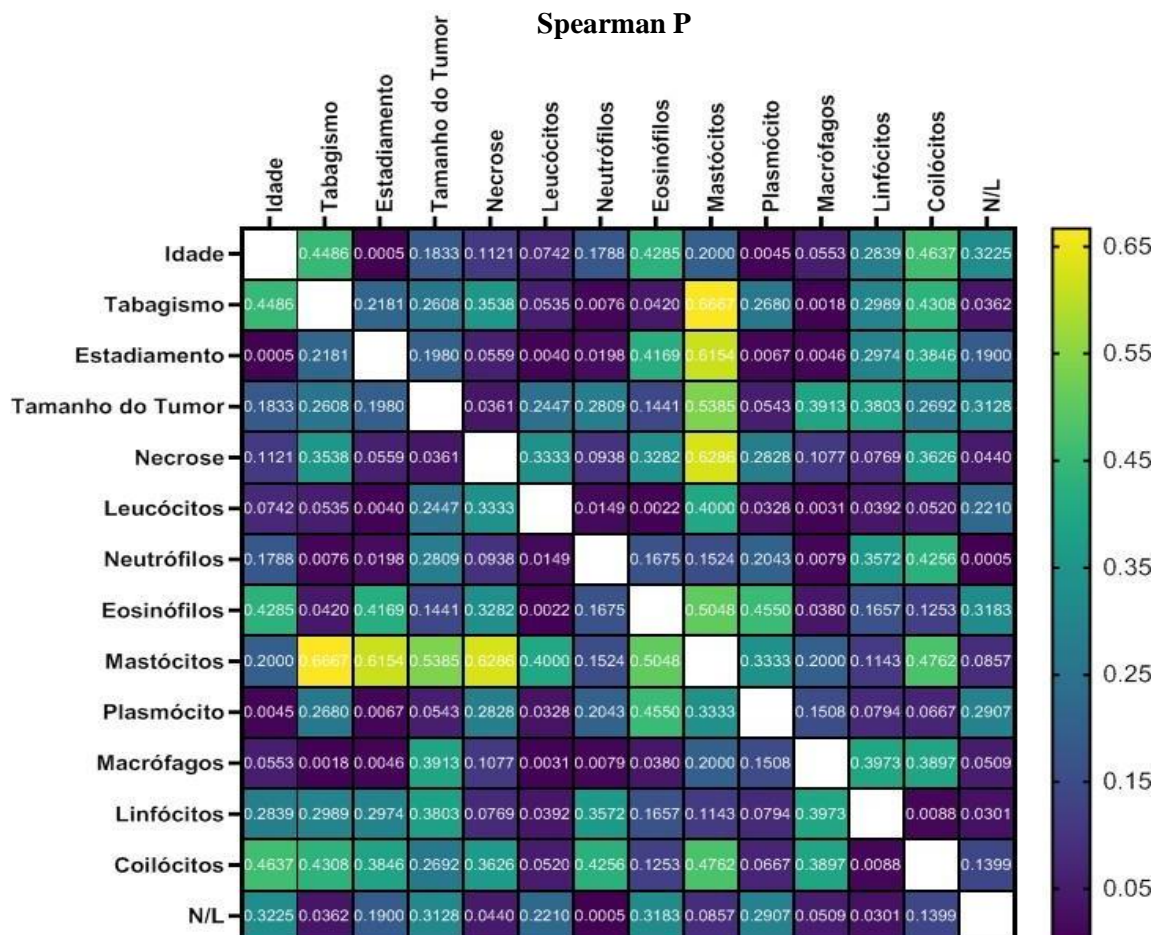 Spearman P
Idade Tabagismo Estadiamento Tamanho do Tumor Necrose Leucócitos Neutrófilos Eosinófilos Mastócitos Plasmócito Macrófagos Linfócitos Coilócitos N/L
Idade 0.4486 0.0005 0.1833 0.1121 0.0742 0.1788 0.4285 0.2000 0.0045 0.0553 0.2839 0.4637 0.3225
Tabagismo 0.4486 0.2181 0.2608 0.3538 0.0535 0.0076 0.0420 0.6667 0.2680 0.0018 0.2989 0.4308 0.0362
Estadiamento 0.0005 0.2181 0.1980 0.0559 0.0040 0.0198 0.4169 0.6154 0.0067 0.0046 0.2974 0.3846 0.1900
Tamanho do Tumor 0.1833 0.2608 0.1980 0.0361 0.2447 0.2809 0.1441 0.5385 0.0543 0.3913 0.3803 0.2692 0.3128
Necrose 0.1121 0.3538 0.0559 0.0361 0.3333 0.0938 0.3282 0.6286 0.2828 0.1077 0.0769 0.3626 0.0440
Leucócitos 0.0742 0.0535 0.0040 0.2447 0.3333 0.0149 0.0022 0.4000 0.0328 0.0031 0.0392 0.0520 0.2210
Neutrófilos 0.1788 0.0076 0.0198 0.2809 0.0938 0.0149 0.1675 0.1524 0.2043 0.0079 0.3572 0.4256 0.0005
Eosinófilos 0.4285 0.0420 0.4169 0.1441 0.3282 0.0022 0.1675 0.5048 0.4550 0.0380 0.1657 0.1253 0.3183
Mastócitos 0.2000 0.6667 0.6154 0.5385 0.6286 0.4000 0.1524 0.5048 0.3333 0.2000 0.1143 0.4762 0.0857
Plasmócito 0.0045 0.2680 0.0067 0.0543 0.2828 0.0328 0.2043 0.4550 0.3333 0.1508 0.0794 0.0667 0.2907
Macrófagos 0.0553 0.0018 0.0046 0.3913 0.1077 0.0031 0.0079 0.0380 0.2000 0.1508 0.3973 0.3897 0.0509
Linfócitos 0.2839 0.2989 0.2974 0.3803 0.0769 0.0392 0.3572 0.1657 0.1143 0.0794 0.3973 0.0088 0.0301
Coilócitos 0.4637 0.4308 0.3846 0.2692 0.3626 0.0520 0.4256 0.1253 0.4762 0.0667 0.3897 0.0088 0.1399
N/L 0.3225 0.0362 0.1900 0.3128 0.0440 0.2210 0.0005 0.3183 0.0857 0.2907 0.0509 0.0301 0.1399
0.65
0.55
0.45
0.35
0.25
0.15
0.05